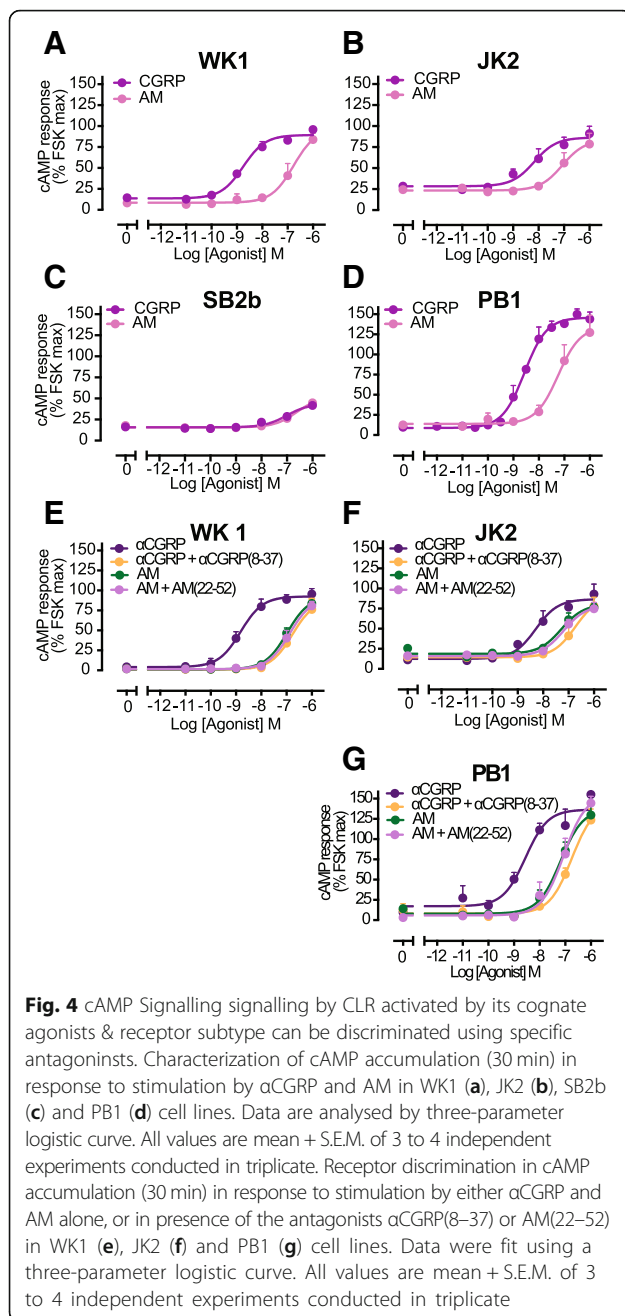 A
WK1
CGRP
AM
cAMP response
(% FSK max)
150
125
100
75
50
25
0
0 -12 -11 -10 -9 -8 -7 -6
Log [Agonist] M
B
JK2
CGRP
AM
150
125
100
75
50
25
0
0 -12 -11 -10 -9 -8 -7 -6
Log [Agonist] M
C
SB2b
CGRP
AM
cAMP response
(% FSK max)
150
125
100
75
50
25
0
0 -12 -11 -10 -9 -8 -7 -6
Log [Agonist] M
D
PB1
CGRP
AM
150
125
100
75
50
25
0
0 -12 -11 -10 -9 -8 -7 -6
Log [Agonist] M
E
WK 1
αCGRP
αCGRP + αCGRP(8-37)
AM
AM + AM(22-52)
cAMP response
(% FSK max)
150
125
100
75
50
25
0
0 -12 -11 -10 -9 -8 -7 -6
Log [Agonist] M
F
JK2
αCGRP
αCGRP + αCGRP(8-37)
AM
AM + AM(22-52)
150
125
100
75
50
25
0
0 -12 -11 -10 -9 -8 -7 -6
Log [Agonist] M
G
PB1
αCGRP
αCGRP + αCGRP(8-37)
AM
AM + AM(22-52)
cAMP response
(% FSK max)
150
125
100
75
50
25
0
0 -12 -11 -10 -9 -8 -7 -6
Log [Agonist] M
Fig. 4 cAMP Signalling signalling by CLR activated by its cognate
agonists & receptor subtype can be discriminated using specific
antagoninsts. Characterization of cAMP accumulation (30 min) in
response to stimulation by αCGRP and AM in WK1 (a), JK2 (b), SB2b
(c) and PB1 (d) cell lines. Data are analysed by three-parameter
logistic curve. All values are mean + S.E.M. of 3 to 4 independent
experiments conducted in triplicate. Receptor discrimination in cAMP
accumulation (30 min) in response to stimulation by either αCGRP and
AM alone, or in presence of the antagonists αCGRP(8–37) or AM(22–52)
in WK1 (e), JK2 (f) and PB1 (g) cell lines. Data were fit using a
three-parameter logistic curve. All values are mean + S.E.M. of 3
to 4 independent experiments conducted in triplicate